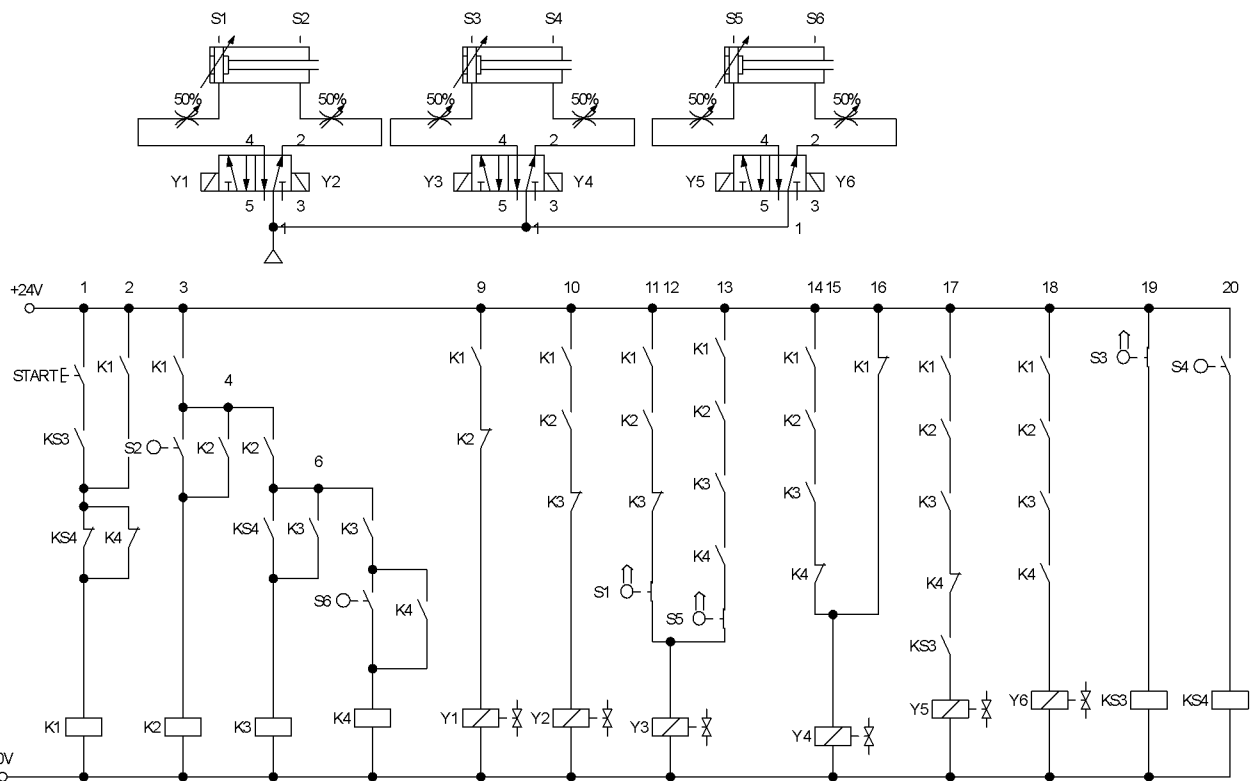 S1 S2 S3 S4 S5 S6
50% 50% 50% 50% 50% 50%
4 2 4 2 4 2
Y1 Y2 Y3 Y4 Y5 Y6
5 3 5 3 5 3
1 1 1
+24V 1 2 3 9 10 11 12 13 14 15 16 17 18 19 20
K1 K1 K1 K1 K1 K1 K1 K1 K1 K1 S3 S4
START 4
KS3 S2 K2 K2 K2 K2 K2 K2 K2 K2 K2
6
K3 K3 K3 K3 K3 K3
KS4 K4 KS4 K3 K3
K4 K4 K4 K4
S6 K4 S1 S5
KS3
K1 K2 K3 K4 Y1 Y2 Y3 Y4 Y5 Y6 KS3 KS4
0V